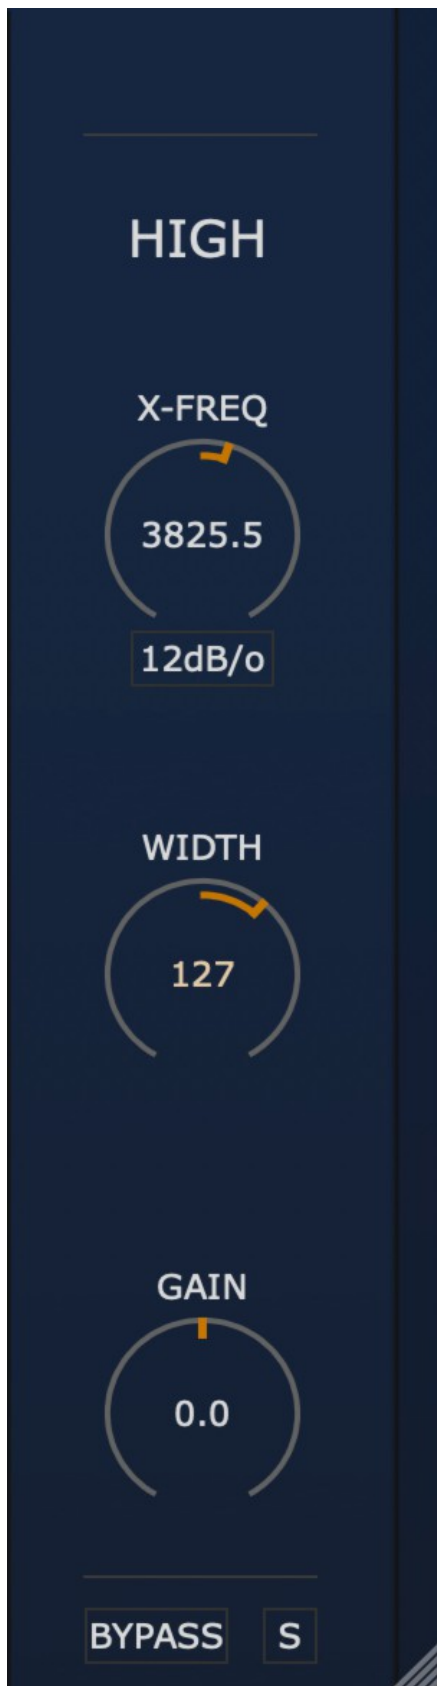 HIGH
X-FREQ
3825.5
12dB/o
WIDTH
127
GAIN
0.0
BYPASS S